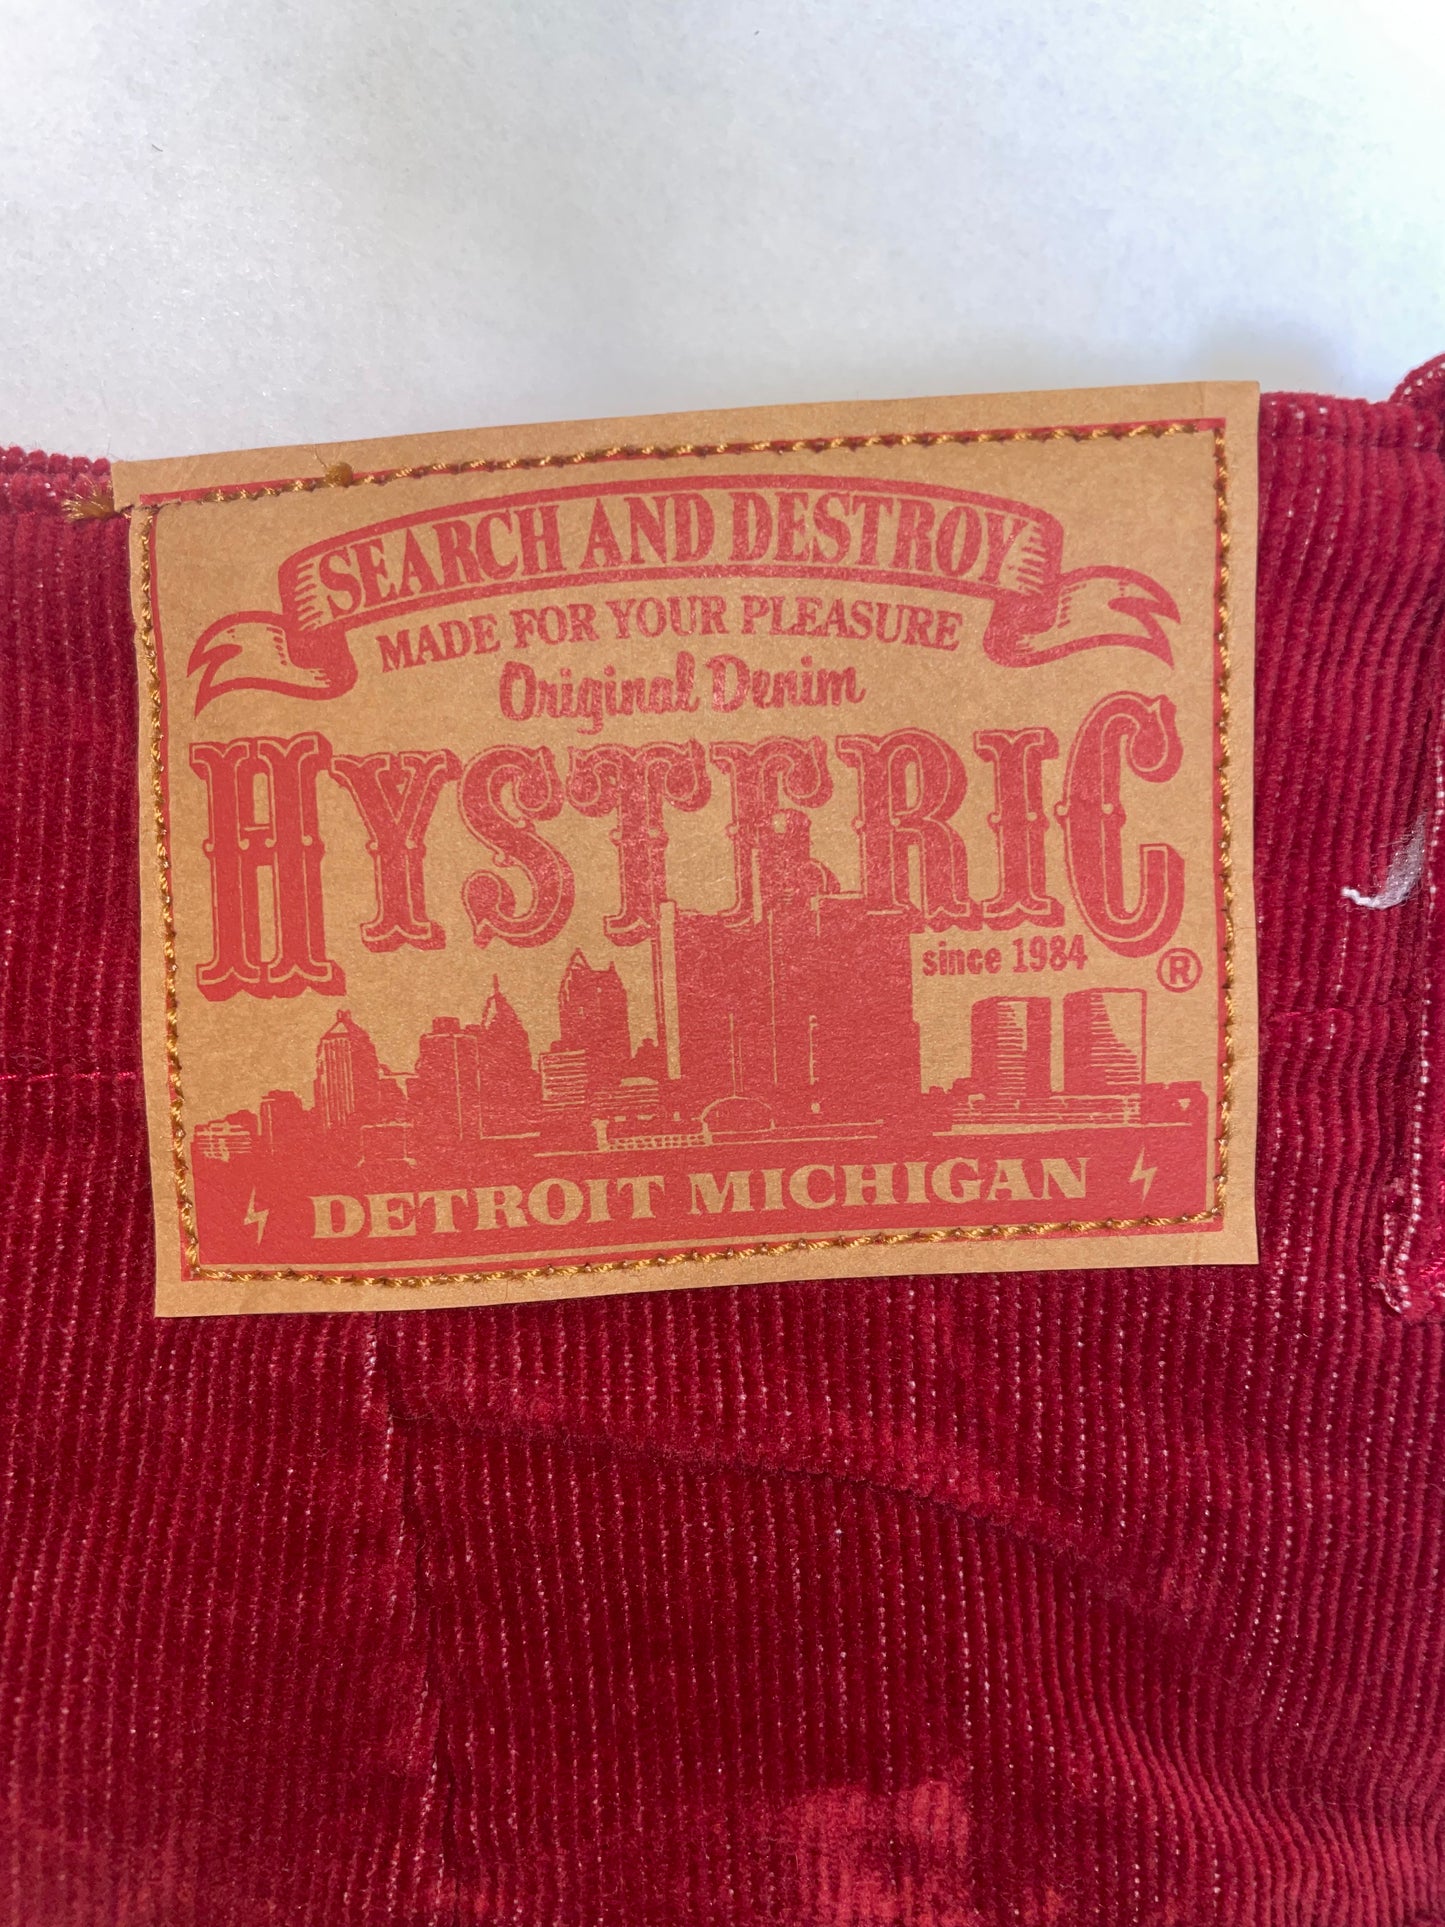 SEARCH AND DESTROY
MADE FOR YOUR PLEASURE
Original Denim
HYSTERIC
since 1984
®
DETROIT MICHIGAN